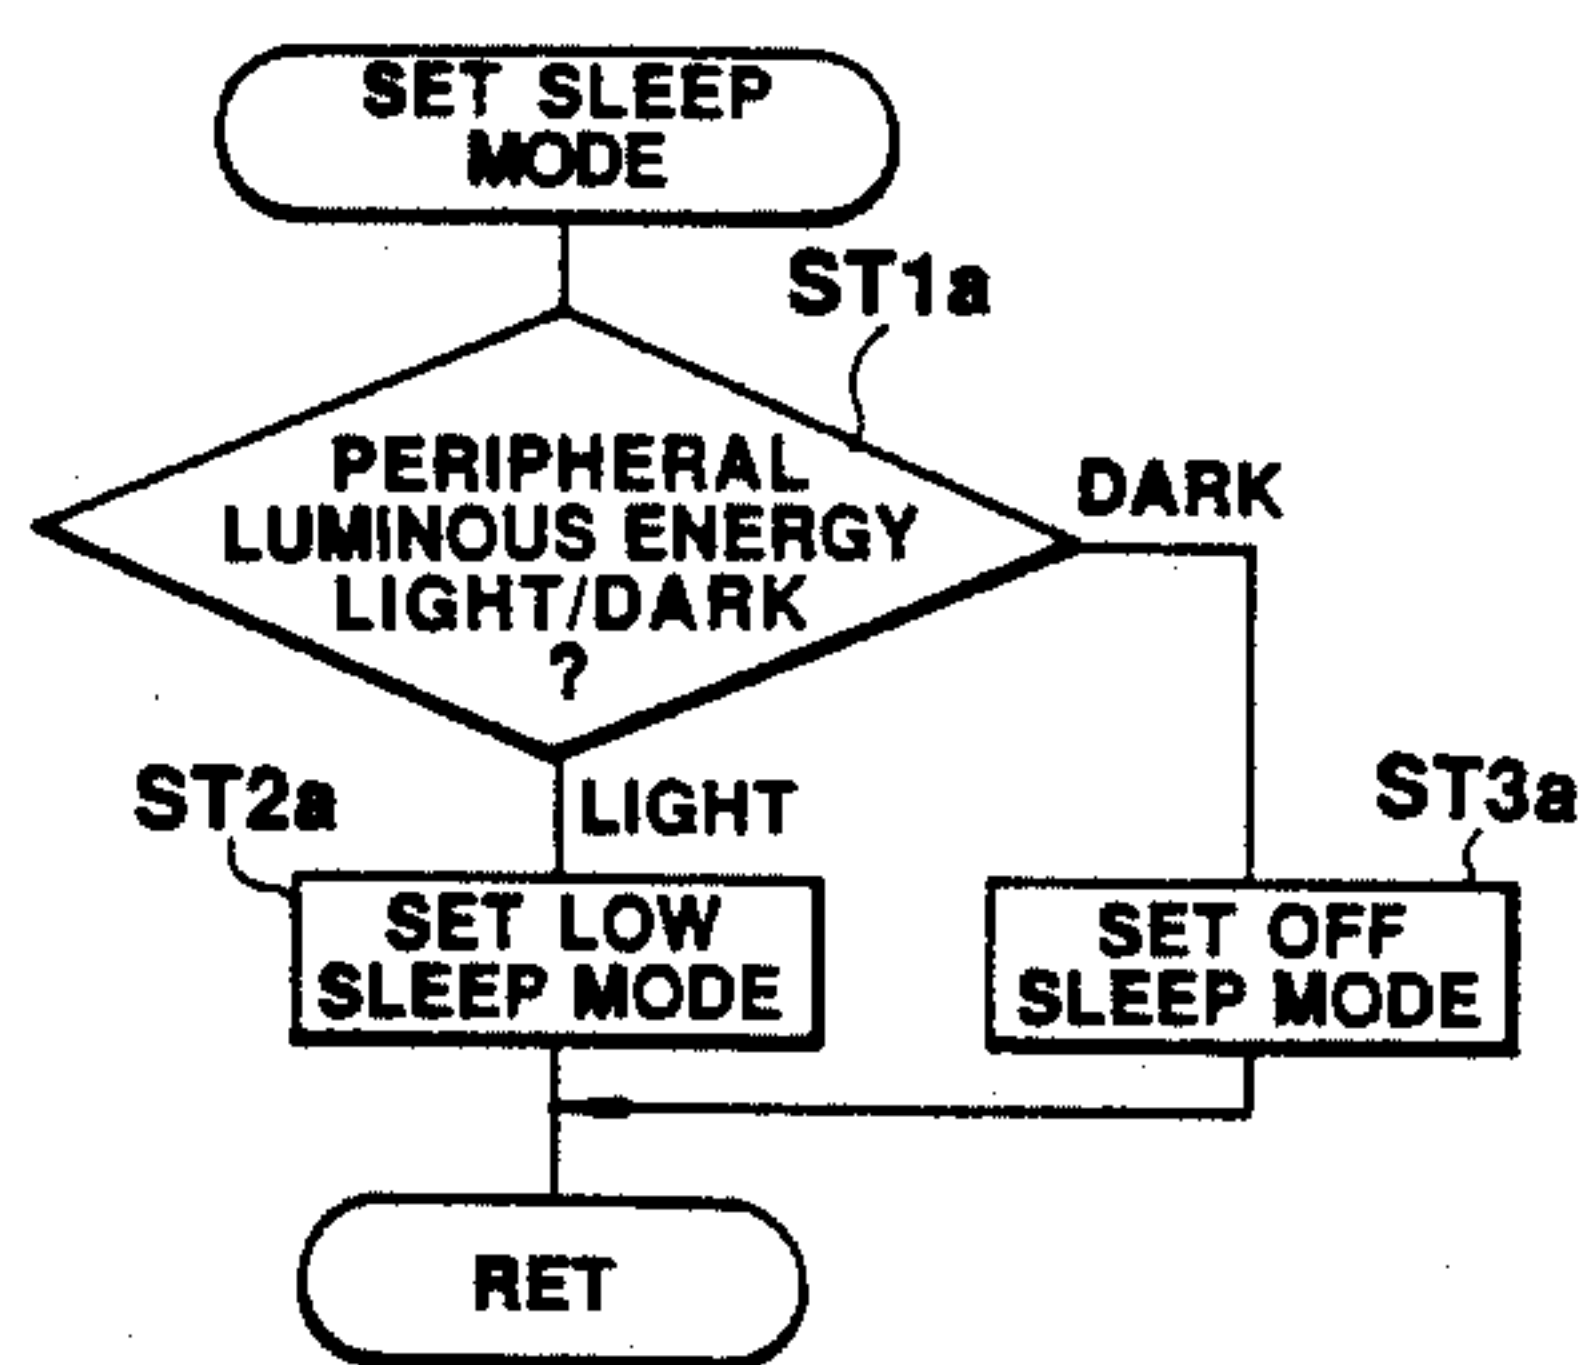 SET SLEEP
MODE
ST1a
PERIPHERAL
LUMINOUS ENERGY
LIGHT/DARK
?
DARK
ST2a
LIGHT
ST3a
SET LOW
SLEEP MODE
SET OFF
SLEEP MODE
RET